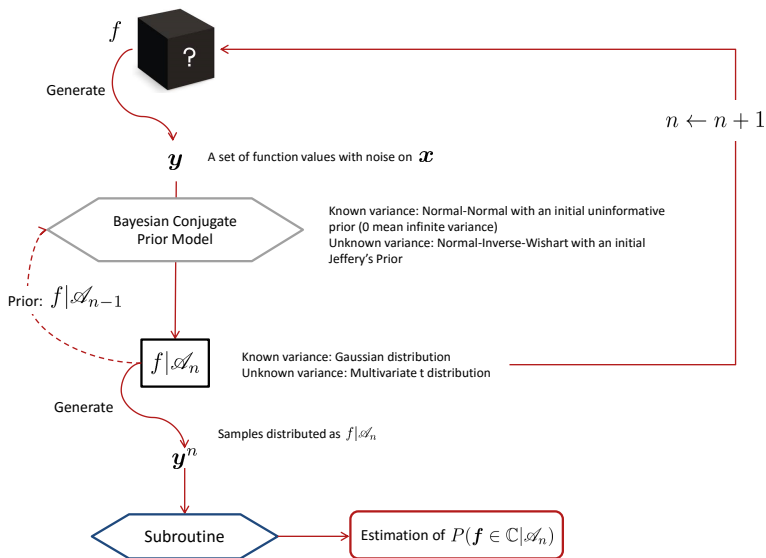 f
?
Generate
n ← n + 1
y
A set of function values with noise on x
Bayesian Conjugate
Prior Model
Known variance: Normal-Normal with an initial uninformative
prior (0 mean infinite variance)
Unknown variance: Normal-Inverse-Wishart with an initial
Jeffery's Prior
Prior: f|𝒜ₙ₋₁
f|𝒜ₙ
Known variance: Gaussian distribution
Unknown variance: Multivariate t distribution
Generate
Samples distributed as f|𝒜ₙ
yⁿ
Subroutine
Estimation of P(f ∈ ℂ|𝒜ₙ)